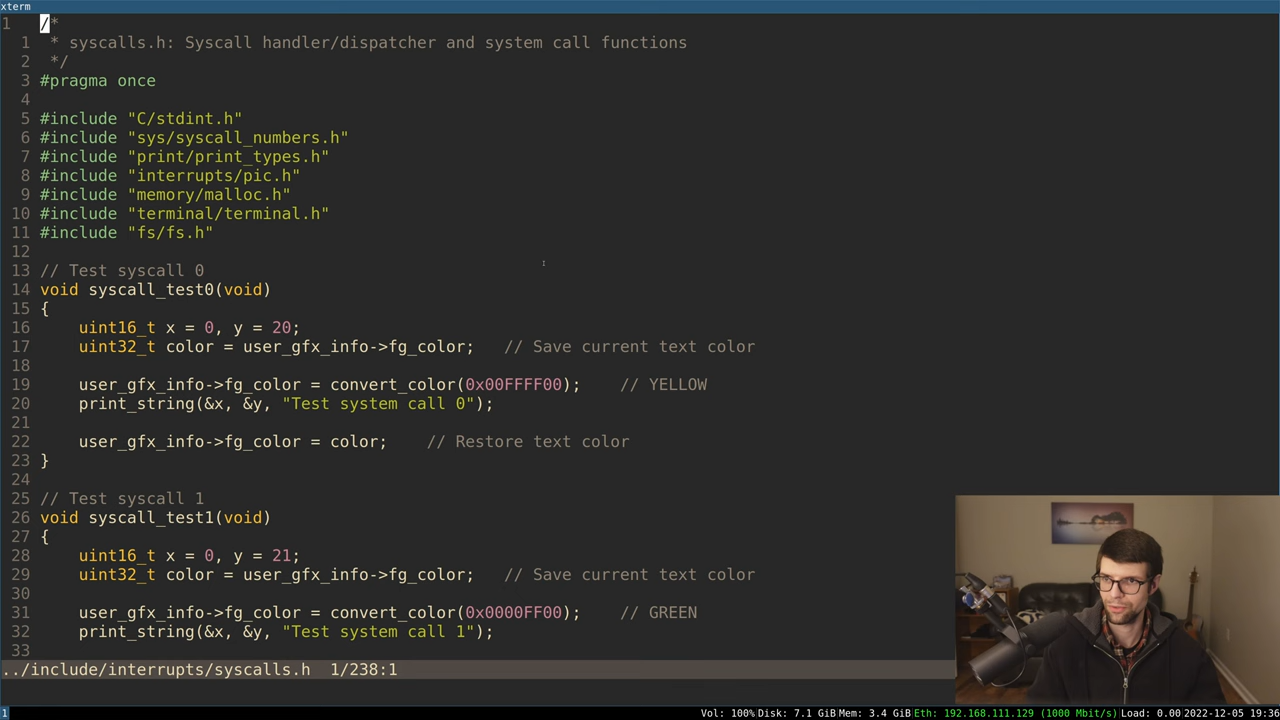 xterm
1 /*
1 * syscalls.h: Syscall handler/dispatcher and system call functions
2 */
3 #pragma once
4
5 #include "C/stdint.h"
6 #include "sys/syscall_numbers.h"
7 #include "print/print_types.h"
8 #include "interrupts/pic.h"
9 #include "memory/malloc.h"
10 #include "terminal/terminal.h"
11 #include "fs/fs.h"
12
13 // Test syscall 0
14 void syscall_test0(void)
15 {
16 uint16_t x = 0, y = 20;
17 uint32_t color = user_gfx_info->fg_color; // Save current text color
18
19 user_gfx_info->fg_color = convert_color(0x00FFFF00); // YELLOW
20 print_string(&x, &y, "Test system call 0");
21
22 user_gfx_info->fg_color = color; // Restore text color
23 }
24
25 // Test syscall 1
26 void syscall_test1(void)
27 {
28 uint16_t x = 0, y = 21;
29 uint32_t color = user_gfx_info->fg_color; // Save current text color
30
31 user_gfx_info->fg_color = convert_color(0x0000FF00); // GREEN
32 print_string(&x, &y, "Test system call 1");
33
../include/interrupts/syscalls.h 1/238:1
1 Vol: 100% Disk: 7.1 GiB Mem: 3.4 GiB Eth: 192.168.111.129 (1000 Mbit/s) Load: 0.00 2022-12-05 19:36